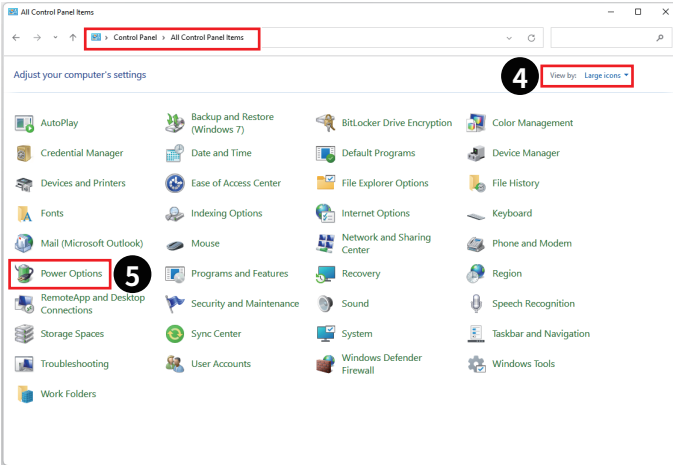 All Control Panel Items
Control Panel > All Control Panel Items
Adjust your computer's settings
4
View by: Large icons
AutoPlay
Backup and Restore
(Windows 7)
BitLocker Drive Encryption
Color Management
Credential Manager
Date and Time
Default Programs
Device Manager
Devices and Printers
Ease of Access Center
File Explorer Options
File History
Fonts
Indexing Options
Internet Options
Keyboard
Mail (Microsoft Outlook)
Mouse
Network and Sharing
Center
Phone and Modem
Power Options
5
Programs and Features
Recovery
Region
RemoteApp and Desktop
Connections
Security and Maintenance
Sound
Speech Recognition
Storage Spaces
Sync Center
System
Taskbar and Navigation
Troubleshooting
User Accounts
Windows Defender
Firewall
Windows Tools
Work Folders